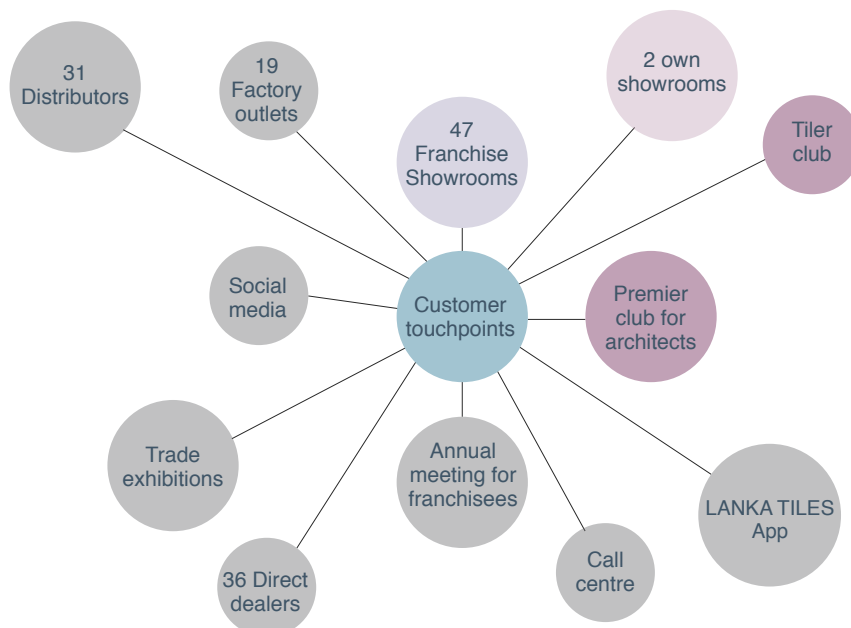 31
Distributors
19
Factory
outlets
2 own
showrooms
47
Franchise
Showrooms
Tiler
club
Social
media
Customer
touchpoints
Premier
club for
architects
Trade
exhibitions
Annual
meeting for
franchisees
LANKA TILES
App
36 Direct
dealers
Call
centre